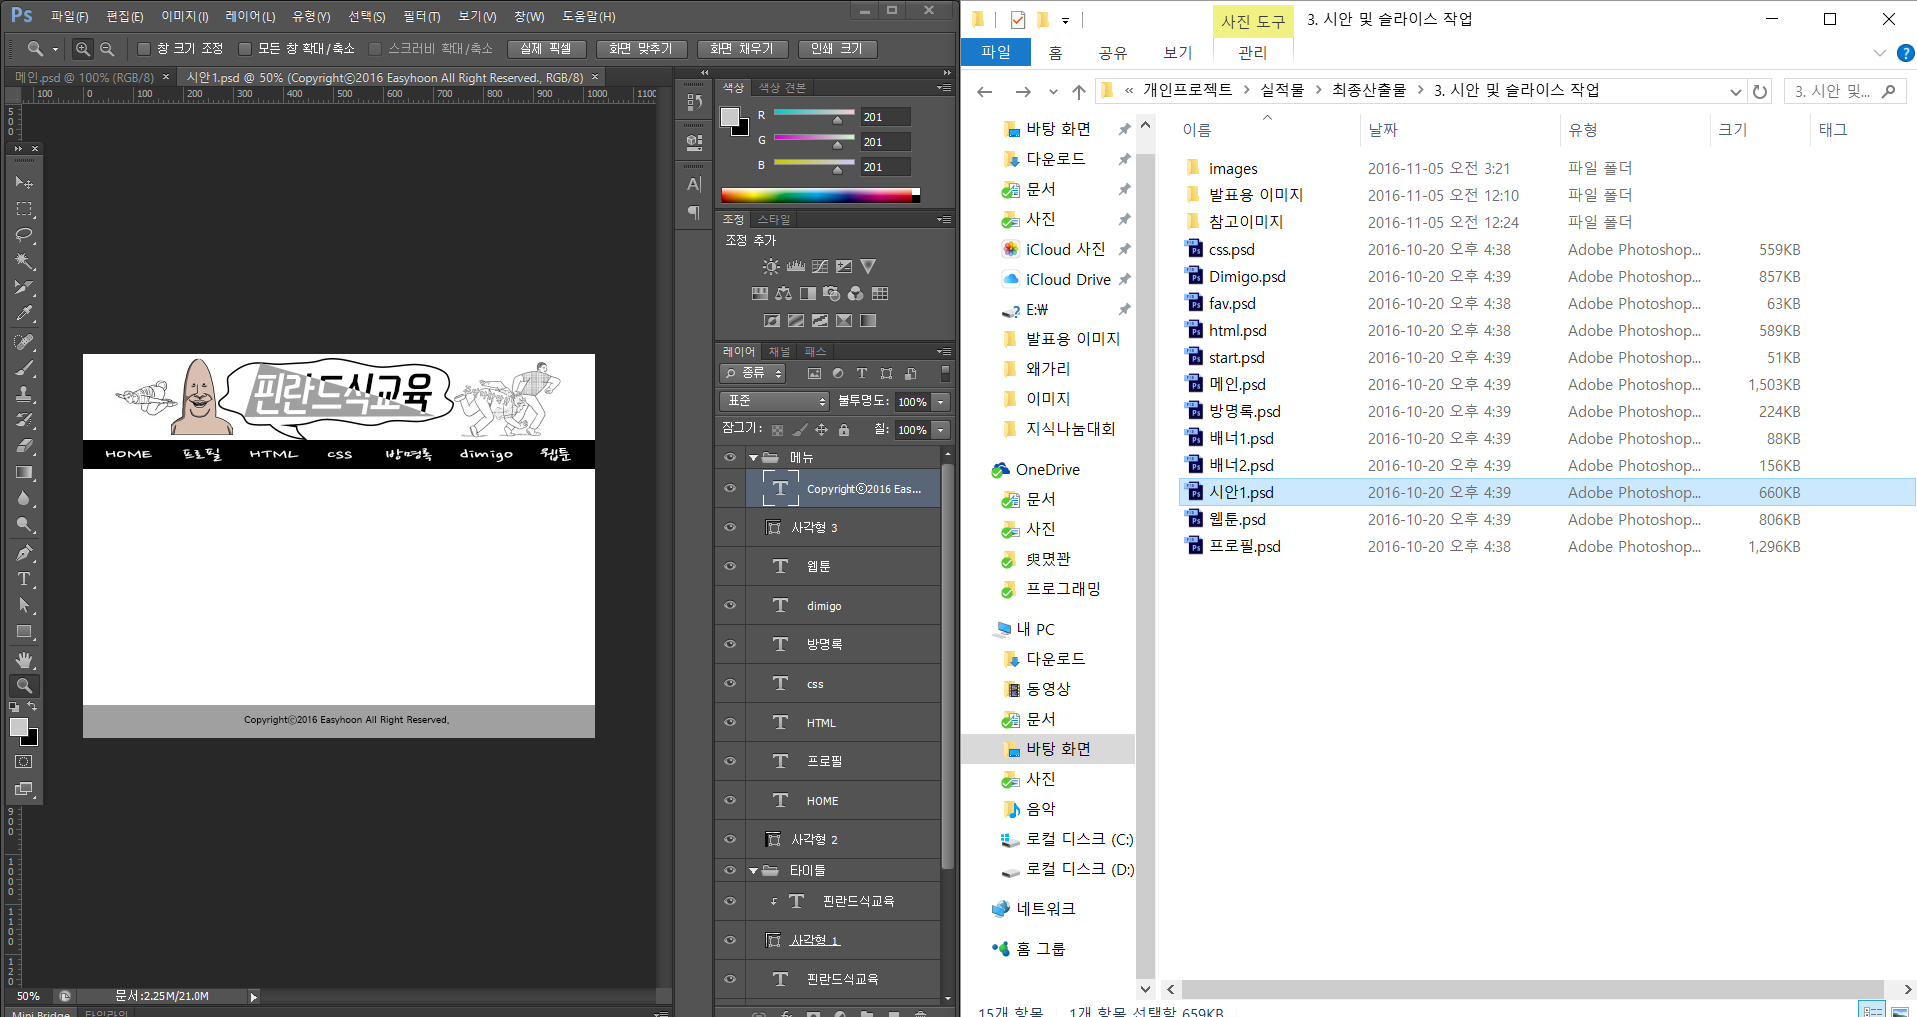 Ps 파일(F) 편집(E) 이미지(I) 레이어(L) 유형(Y) 선택(S) 필터(T) 보기(V) 창(W) 도움말(H)
창 크기 조정 모든 창 확대/축소 스크러비 확대/축소 실제 픽셀 화면 맞추기 화면 채우기 인쇄 크기
메인.psd @ 100% (RGB/8) × 시안1.psd @ 50% (Copyrightⓒ2016 Easyhoon All Right Reserved., RGB/8) ×
100 0 100 200 300 400 500 600 700 800 900 1000 1100
핀란드식교육
HOME 프로필 HTML css 방명록 dimigo 웹툰
Copyrightⓒ2016 Easyhoon All Right Reserved.
50% 문서:2.25M/21.0M
Mini Bridge 타임라인
색상 색상 견본
R 201
G 201
B 201
조정 스타일
조정 추가
레이어 채널 패스
종류
표준 불투명도: 100%
잠그기: 칠: 100%
메뉴
Copyrightⓒ2016 Eas...
사각형 3
웹툰
dimigo
방명록
css
HTML
프로필
HOME
사각형 2
타이틀
핀란드식교육
사각형 1
핀란드식교육
사진 도구 3. 시안 및 슬라이스 작업
파일 홈 공유 보기 관리
« 개인프로젝트 실적물 최종산출물 3. 시안 및 슬라이스 작업 3. 시안 및...
바탕 화면
다운로드
문서
사진
iCloud 사진
iCloud Drive
E:₩
발표용 이미지
왜가리
이미지
지식나눔대회
OneDrive
문서
사진
프로그래밍
내 PC
다운로드
동영상
문서
바탕 화면
사진
음악
로컬 디스크 (C:)
로컬 디스크 (D:)
네트워크
홈 그룹
이름 날짜 유형 크기 태그
images 2016-11-05 오전 3:21 파일 폴더
발표용 이미지 2016-11-05 오전 12:10 파일 폴더
참고이미지 2016-11-05 오전 12:24 파일 폴더
css.psd 2016-10-20 오후 4:38 Adobe Photoshop... 559KB
Dimigo.psd 2016-10-20 오후 4:39 Adobe Photoshop... 857KB
fav.psd 2016-10-20 오후 4:38 Adobe Photoshop... 63KB
html.psd 2016-10-20 오후 4:38 Adobe Photoshop... 589KB
start.psd 2016-10-20 오후 4:39 Adobe Photoshop... 51KB
메인.psd 2016-10-20 오후 4:39 Adobe Photoshop... 1,503KB
방명록.psd 2016-10-20 오후 4:39 Adobe Photoshop... 224KB
배너1.psd 2016-10-20 오후 4:39 Adobe Photoshop... 88KB
배너2.psd 2016-10-20 오후 4:39 Adobe Photoshop... 156KB
시안1.psd 2016-10-20 오후 4:39 Adobe Photoshop... 660KB
웹툰.psd 2016-10-20 오후 4:39 Adobe Photoshop... 806KB
프로필.psd 2016-10-20 오후 4:38 Adobe Photoshop... 1,296KB
15개 항목 1개 항목 선택함 659KB